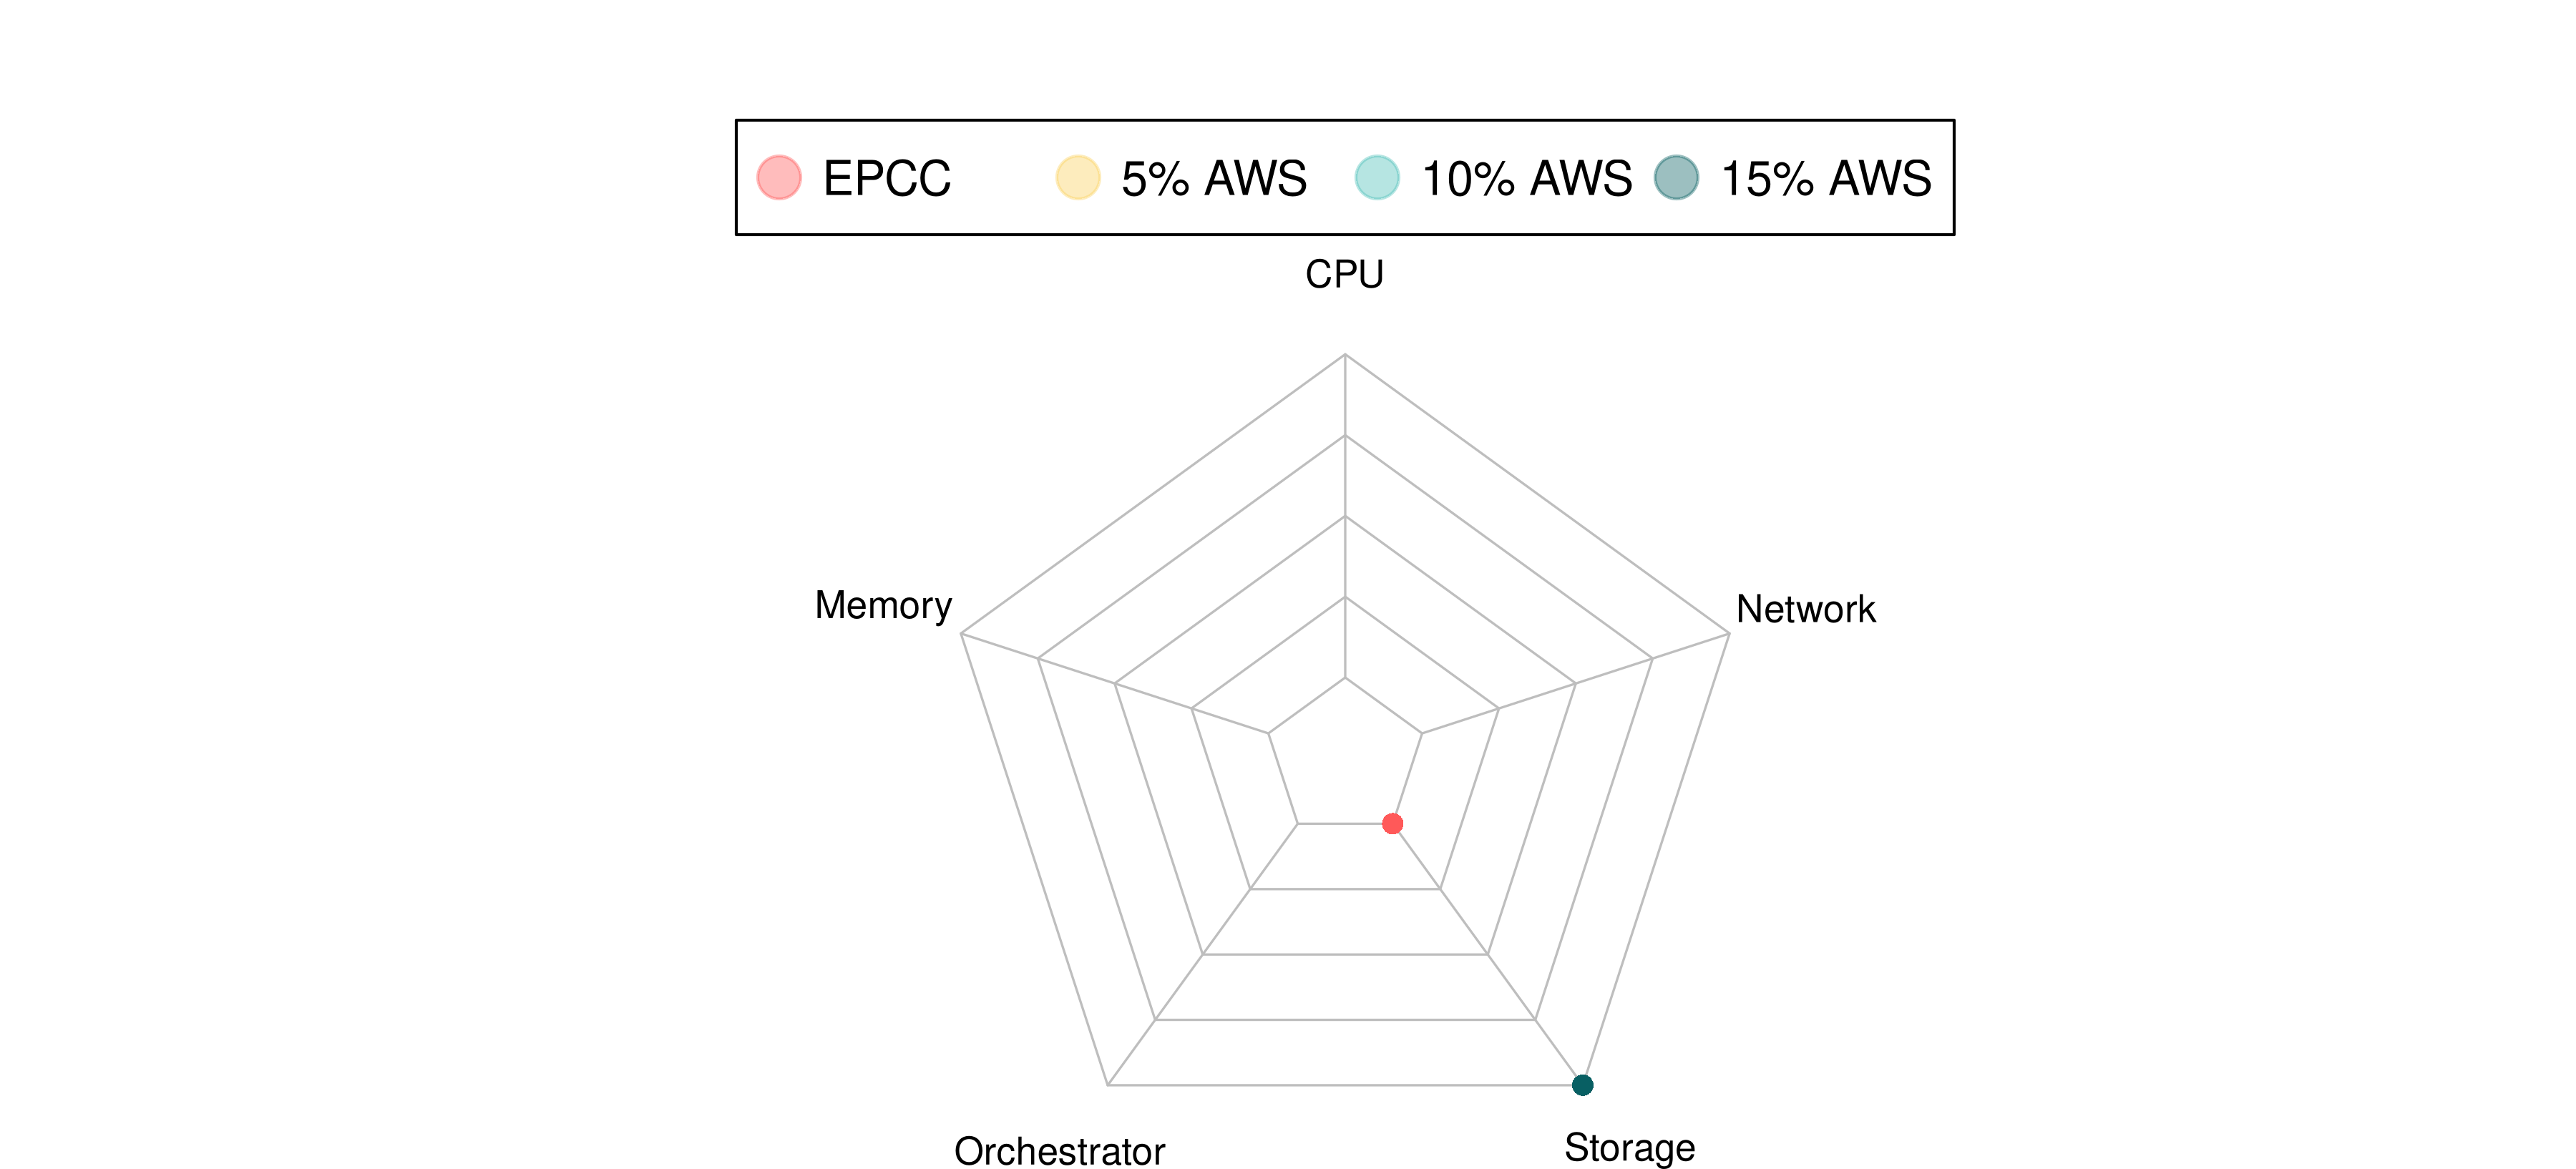 EPCC 5% AWS 10% AWS 15% AWS
CPU
Memory
Network
Orchestrator
Storage